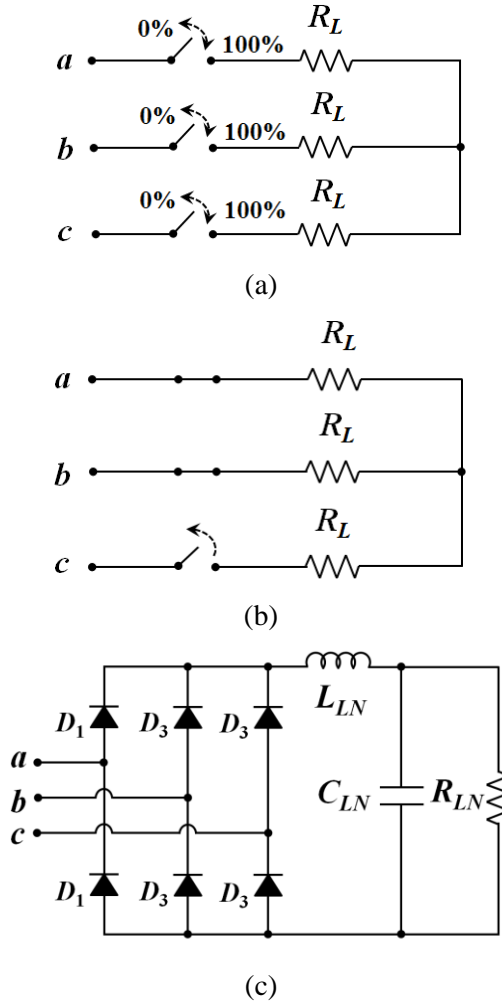 R_L
0% 100%
a
R_L
0% 100%
b
R_L
0% 100%
c
(a)
R_L
a
R_L
b
R_L
c
(b)
L_LN
D_1 D_3 D_3
a
b C_LN R_LN
c
D_1 D_3 D_3
(c)